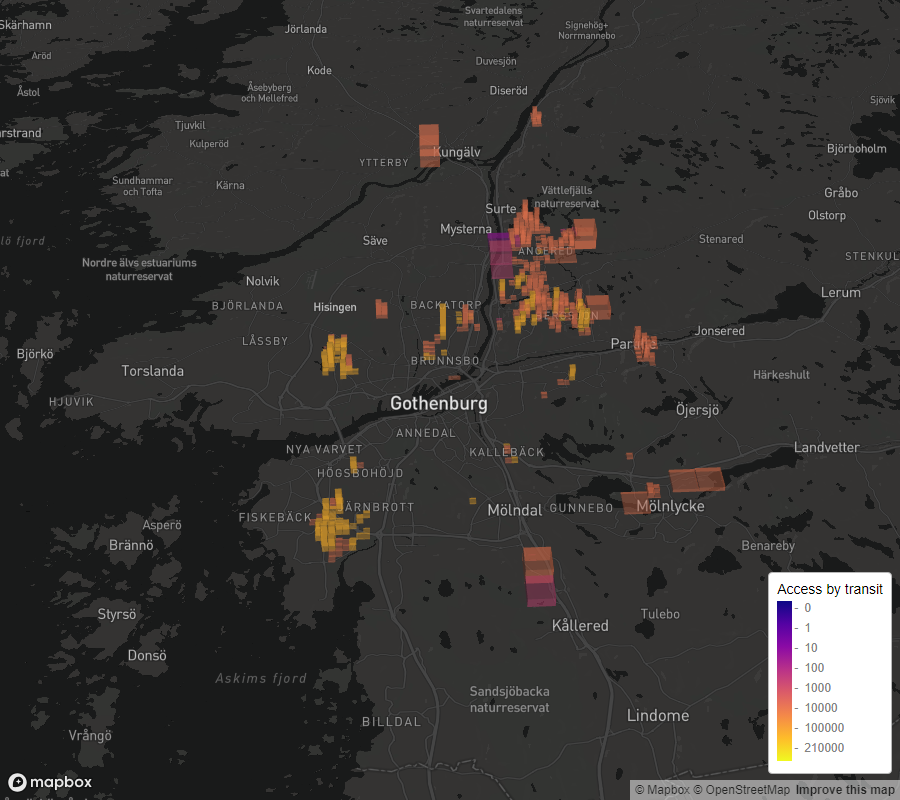 Skärhamn
Svartedalens
naturreservat
Signehög+
Norrmannebo
Jörlanda
Aröd
Duvesjön
Kode
Åstol
Åsebyberg
och Mellefred
Diseröd
Sjövik
Tjuvkil
arstrand
Kulperöd
Kungälv
Björboholm
YTTERBY
Sundhammar
och Tofta
Kärna
Vättlefjälls
naturreservat
Gråbo
Surte
Olstorp
Mysterna
lö fjord
Säve
Stenared
ANGERED
STENKUL
Nordre älvs estuariums
naturreservat
Nolvik
Lerum
BJÖRLANDA
Hisingen
BACKATORP
BERGSJÖN
Jonsered
LÅSSBY
Björkö
BRUNNSBO
Torslanda
Härkeshult
HJUVIK
Gothenburg
Öjersjö
ANNEDAL
NYA VARVET
KALLEBÄCK
Landvetter
HÖGSBOHÖJD
JÄRNBROTT
Mölndal
GUNNEBO
Mölnlycke
FISKEBÄCK
Asperö
Brännö
Benareby
Access by transit
- 0
- 1
- 10
- 100
- 1000
- 10000
- 100000
- 210000
Styrsö
Tulebo
Kållered
Donsö
Askims fjord
Sandsjöbacka
naturreservat
Lindome
BILLDAL
Vrångö
mapbox
© Mapbox © OpenStreetMap Improve this map